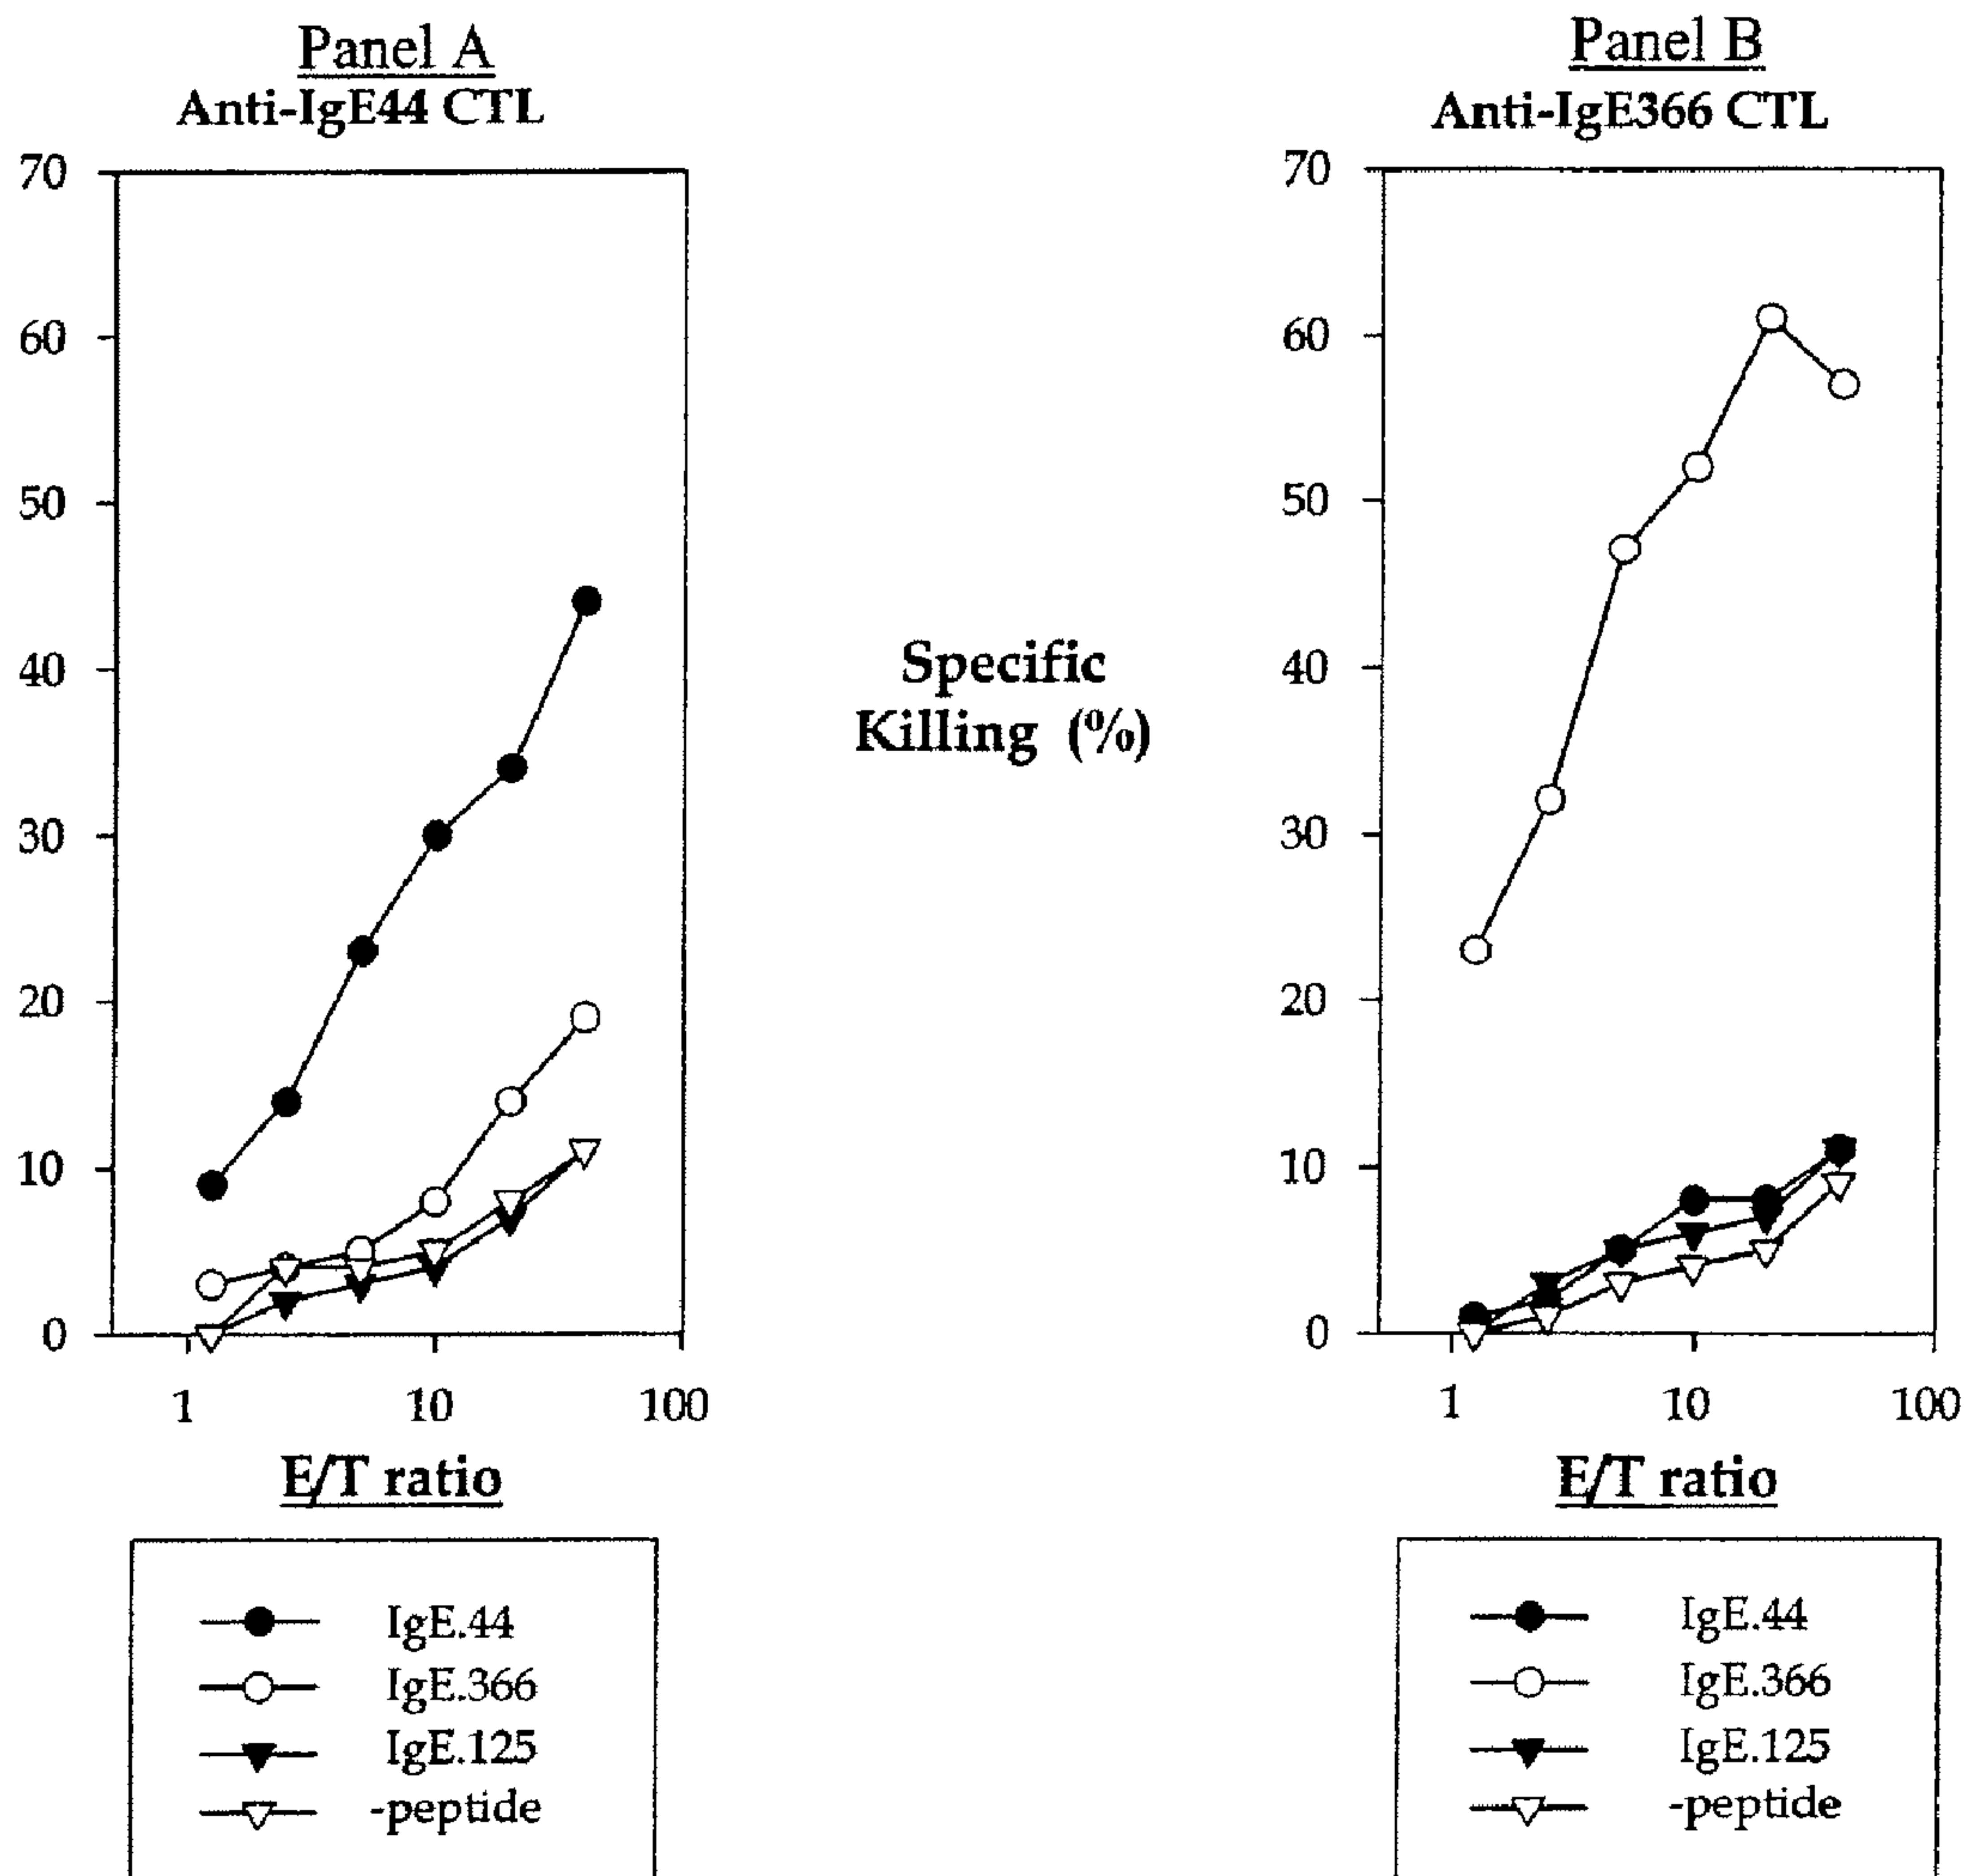 Panel A
Anti-IgE44 CTL
70
60
50
40
30
20
10
0
1 10 100
E/T ratio
IgE.44
IgE.366
IgE.125
-peptide
Specific
Killing (%)
Panel B
Anti-IgE366 CTL
70
60
50
40
30
20
10
0
1 10 100
E/T ratio
IgE.44
IgE.366
IgE.125
-peptide